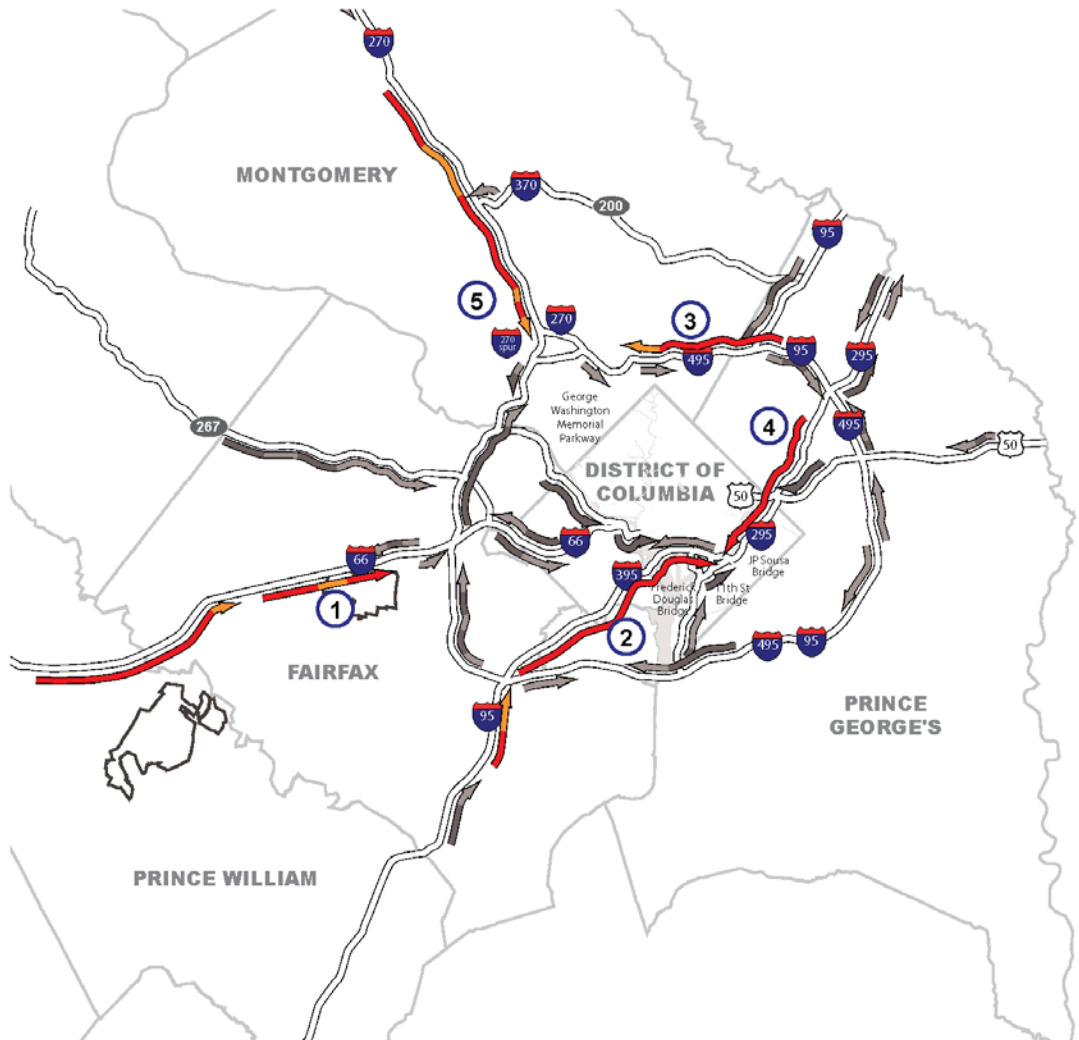 270
MONTGOMERY
370
200
95
5
270
3
270
spur
495
95
295
George
Washington
Memorial
Parkway
4
495
267
50
DISTRICT OF
COLUMBIA
50
66
295
66
JP Sousa
Bridge
395
Frederick
Douglas
Bridge
11th St
Bridge
1
2
FAIRFAX
495
95
95
PRINCE
GEORGE'S
PRINCE WILLIAM